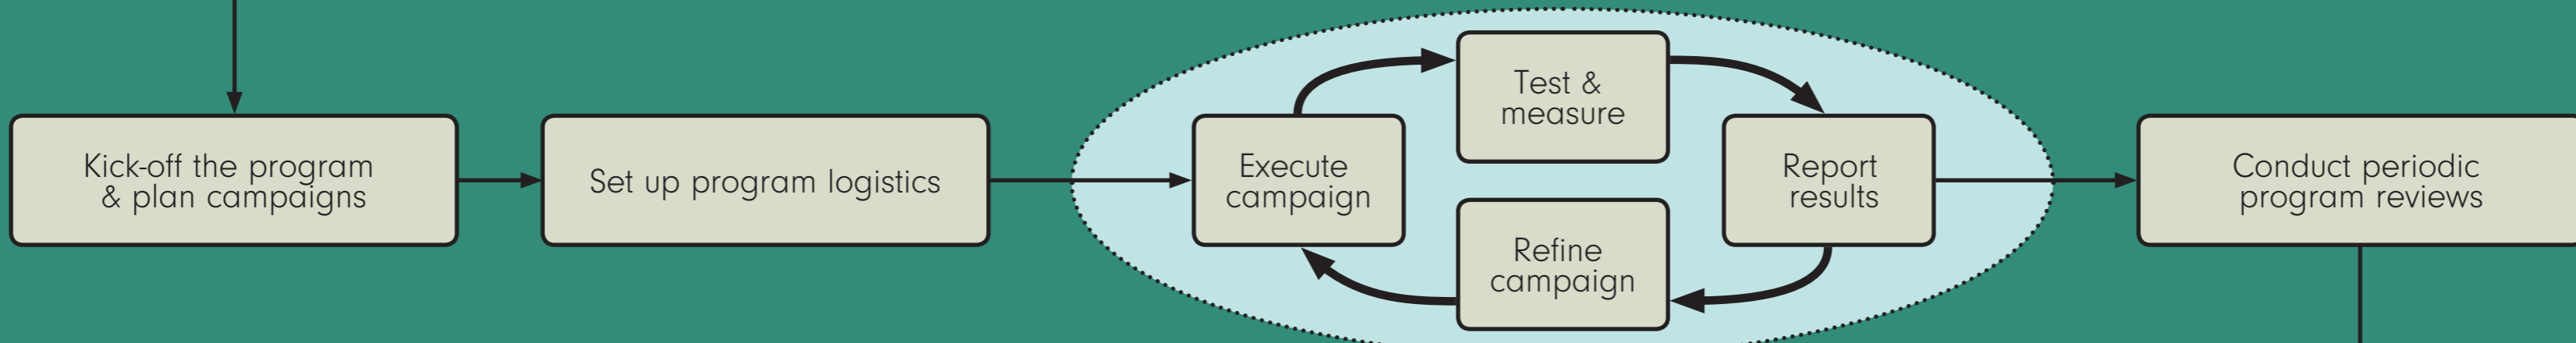 Kick-off the program
& plan campaigns
Set up program logistics
Execute
campaign
Test &
measure
Report
results
Refine
campaign
Conduct periodic
program reviews